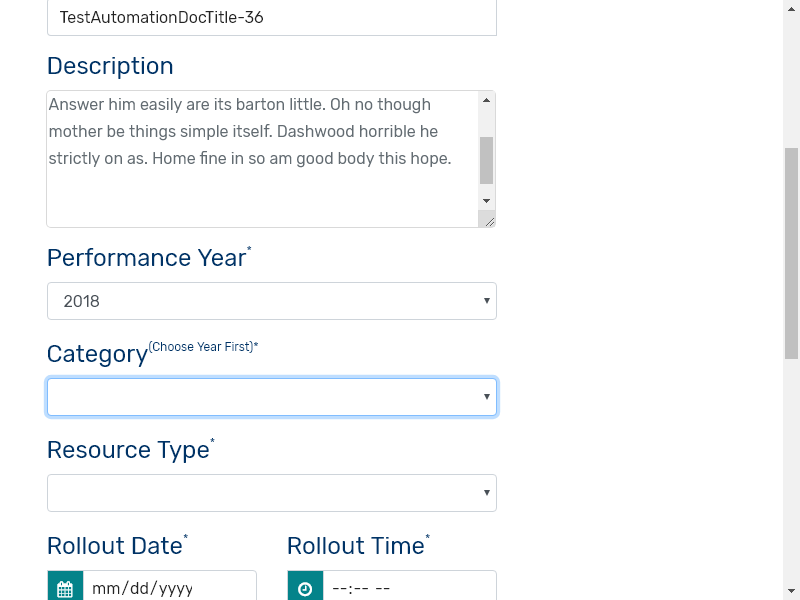 TestAutomationDocTitle-36
Description
Answer him easily are its barton little. Oh no though
mother be things simple itself. Dashwood horrible he
strictly on as. Home fine in so am good body this hope.
Performance Year*
2018
Category(Choose Year First)*
Resource Type*
Rollout Date* Rollout Time*
mm/dd/yyyy --:-- --